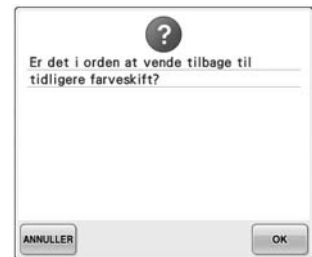 ?
Er det i orden at vende tilbage til
tidligere farveskift?
ANNULLER
OK